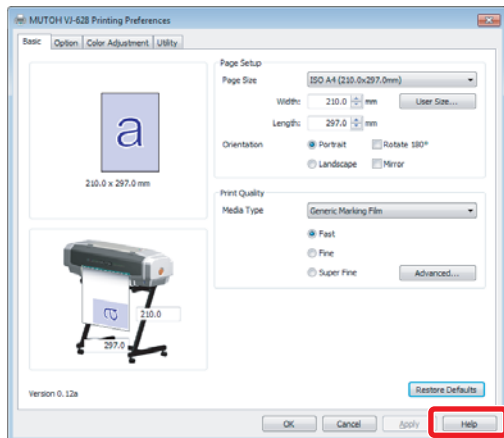 MUTOH VJ-628 Printing Preferences
Basic Option Color Adjustment Utility
a
210.0 x 297.0 mm
Page Setup
Page Size ISO A4 (210.0x297.0mm)
Width: 210.0 mm User Size...
Length: 297.0 mm
Orientation Portrait Rotate 180°
Landscape Mirror
Print Quality
Media Type Generic Marking Film
Fast
Fine
Super Fine Advanced...
a
210.0
297.0
Version 0.12a
Restore Defaults
OK Cancel Apply Help